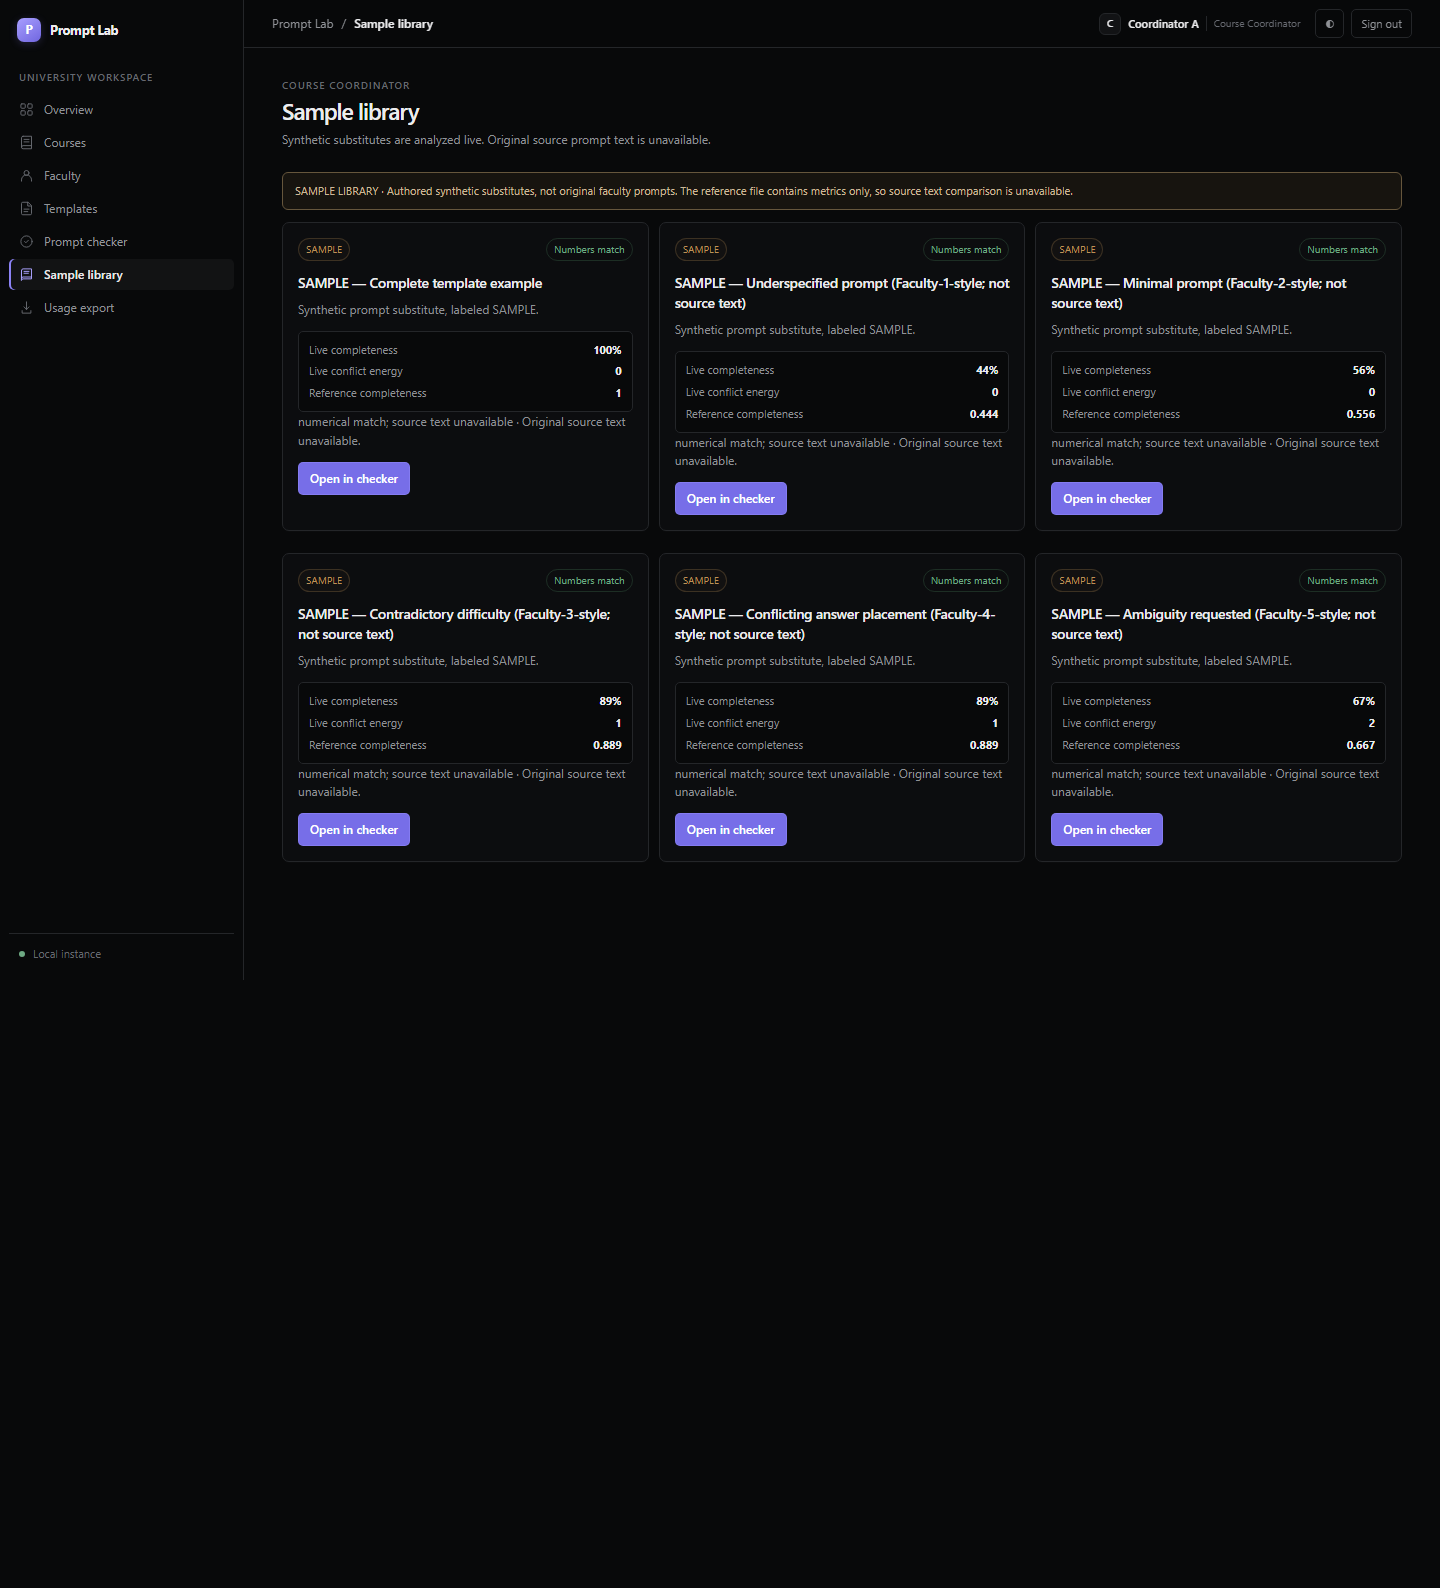 P Prompt Lab
Prompt Lab / Sample library
C Coordinator A Course Coordinator Sign out
UNIVERSITY WORKSPACE
Overview
Courses
Faculty
Templates
Prompt checker
Sample library
Usage export
Local instance
COURSE COORDINATOR
Sample library
Synthetic substitutes are analyzed live. Original source prompt text is unavailable.
SAMPLE LIBRARY · Authored synthetic substitutes, not original faculty prompts. The reference file contains metrics only, so source text comparison is unavailable.
SAMPLE Numbers match
SAMPLE — Complete template example
Synthetic prompt substitute, labeled SAMPLE.
Live completeness 100%
Live conflict energy 0
Reference completeness 1
numerical match; source text unavailable · Original source text
unavailable.
Open in checker
SAMPLE Numbers match
SAMPLE — Underspecified prompt (Faculty-1-style; not
source text)
Synthetic prompt substitute, labeled SAMPLE.
Live completeness 44%
Live conflict energy 0
Reference completeness 0.444
numerical match; source text unavailable · Original source text
unavailable.
Open in checker
SAMPLE Numbers match
SAMPLE — Minimal prompt (Faculty-2-style; not
source text)
Synthetic prompt substitute, labeled SAMPLE.
Live completeness 56%
Live conflict energy 0
Reference completeness 0.556
numerical match; source text unavailable · Original source text
unavailable.
Open in checker
SAMPLE Numbers match
SAMPLE — Contradictory difficulty (Faculty-3-style;
not source text)
Synthetic prompt substitute, labeled SAMPLE.
Live completeness 89%
Live conflict energy 1
Reference completeness 0.889
numerical match; source text unavailable · Original source text
unavailable.
Open in checker
SAMPLE Numbers match
SAMPLE — Conflicting answer placement (Faculty-4-
style; not source text)
Synthetic prompt substitute, labeled SAMPLE.
Live completeness 89%
Live conflict energy 1
Reference completeness 0.889
numerical match; source text unavailable · Original source text
unavailable.
Open in checker
SAMPLE Numbers match
SAMPLE — Ambiguity requested (Faculty-5-style; not
source text)
Synthetic prompt substitute, labeled SAMPLE.
Live completeness 67%
Live conflict energy 2
Reference completeness 0.667
numerical match; source text unavailable · Original source text
unavailable.
Open in checker